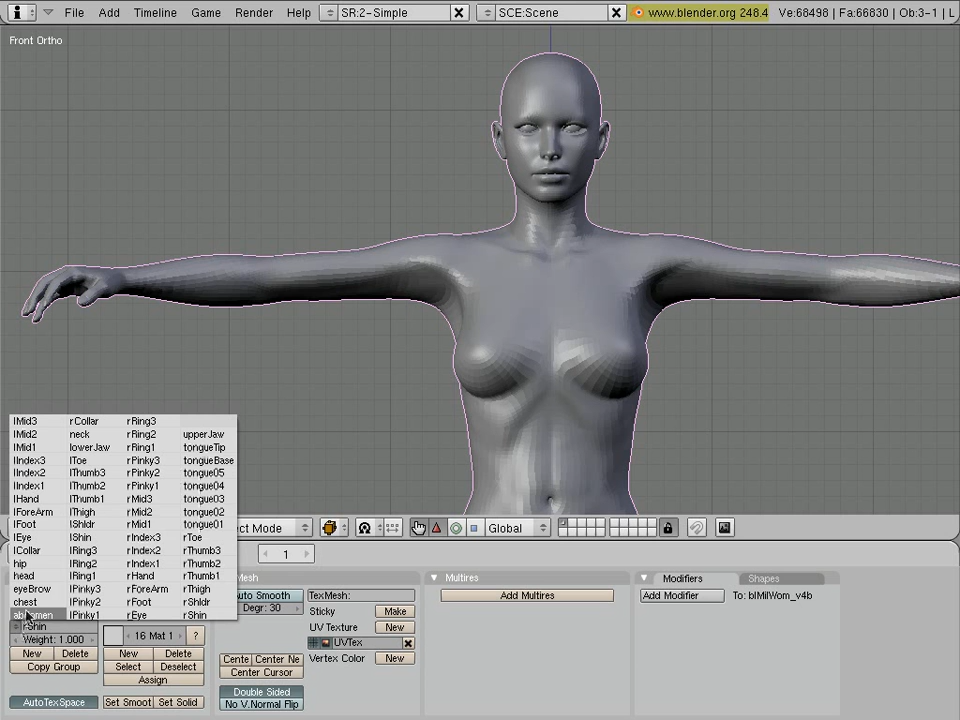 File Add Timeline Game Render Help SR:2-Simple SCE:Scene www.blender.org 248.4 Ve:68498 | Fa:66830 | Ob:3-1 | L
Front Ortho
lMid3 rCollar rRing3
lMid2 neck rRing2 upperJaw
lMid1 lowerJaw rRing1 tongueTip
lIndex3 lToe rPinky3 tongueBase
lIndex2 lThumb3 rPinky2 tongue05
lIndex1 lThumb2 rPinky1 tongue04
lHand lThumb1 rMid3 tongue03
lForeArm lThigh rMid2 tongue02
lFoot lShldr rMid1 tongue01
lEye lShin rIndex3 rToe
lCollar lRing3 rIndex2 rThumb3
hip lRing2 rIndex1 rThumb2
head lRing1 rHand rThumb1
eyeBrow lPinky3 rForeArm rThigh
chest lPinky2 rFoot rShldr
abdomen lPinky1 rEye rShin
ect Mode Global
1
Mesh Multires Modifiers Shapes
uto Smooth TexMesh: Add Multires Add Modifier To: blMilWom_v4b
Degr: 30 Sticky Make
rShin UV Texture New
Weight: 1.000 16 Mat 1 ? UVTex
New Delete New Delete Cente Center Ne Vertex Color New
Copy Group Select Deselect Center Cursor
Assign
Double Sided
AutoTexSpace Set Smoot Set Solid No V.Normal Flip